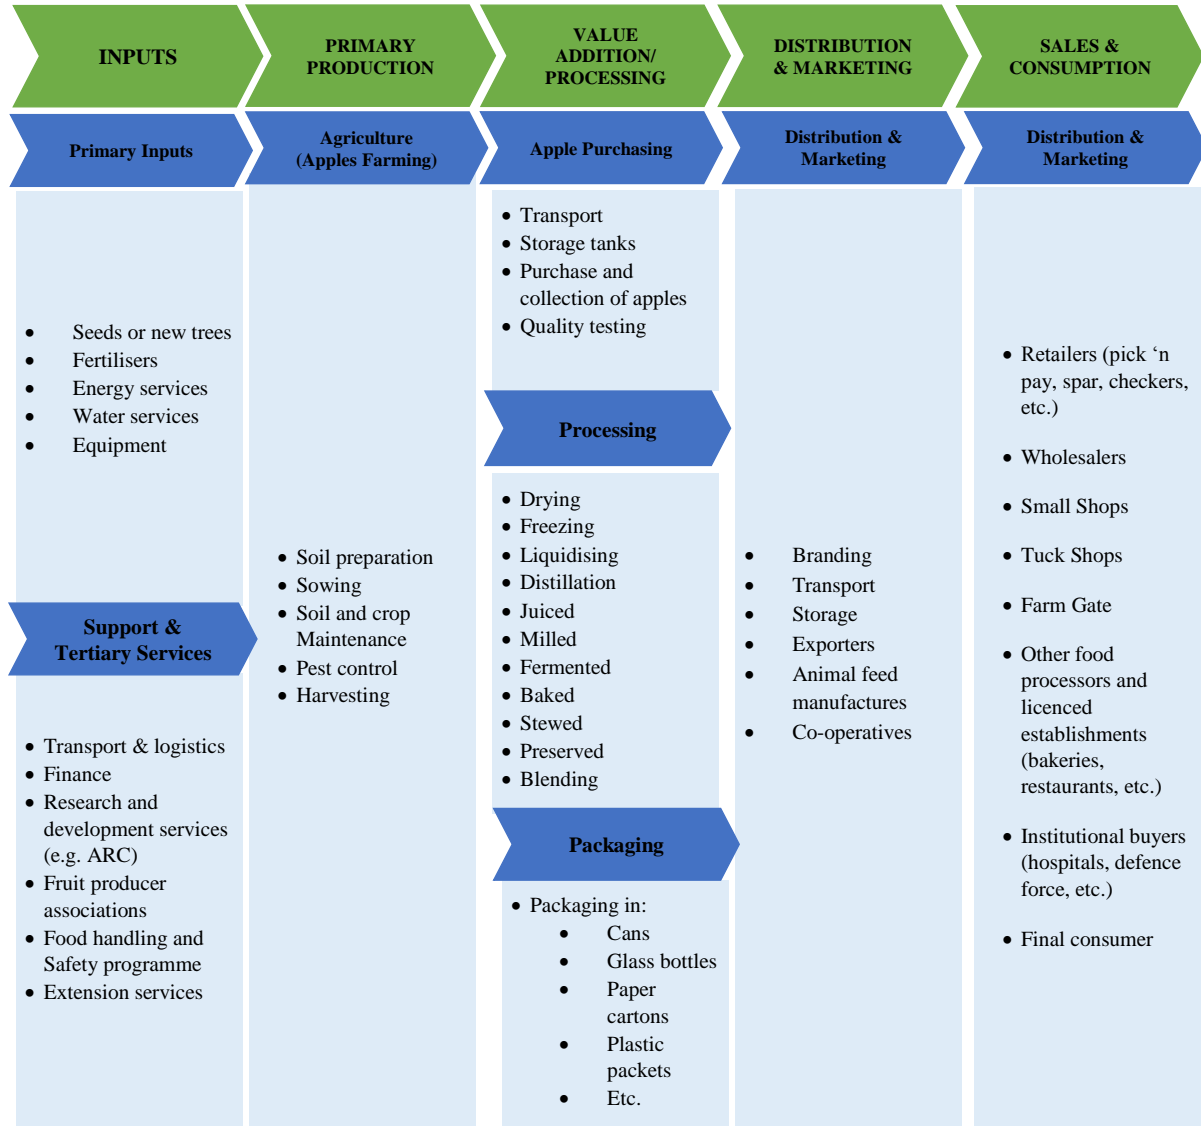 INPUTS
PRIMARY
PRODUCTION
VALUE
ADDITION/
PROCESSING
DISTRIBUTION
& MARKETING
SALES &
CONSUMPTION
Primary Inputs
Agriculture
(Apples Farming)
Apple Purchasing
Distribution &
Marketing
Distribution &
Marketing
• Seeds or new trees
• Fertilisers
• Energy services
• Water services
• Equipment
Support &
Tertiary Services
• Transport & logistics
• Finance
• Research and
development services
(e.g. ARC)
• Fruit producer
associations
• Food handling and
Safety programme
• Extension services
• Soil preparation
• Sowing
• Soil and crop
Maintenance
• Pest control
• Harvesting
• Transport
• Storage tanks
• Purchase and
collection of apples
• Quality testing
Processing
• Drying
• Freezing
• Liquidising
• Distillation
• Juiced
• Milled
• Fermented
• Baked
• Stewed
• Preserved
• Blending
Packaging
• Packaging in:
• Cans
• Glass bottles
• Paper
cartons
• Plastic
packets
• Etc.
• Branding
• Transport
• Storage
• Exporters
• Animal feed
manufactures
• Co-operatives
• Retailers (pick ‘n
pay, spar, checkers,
etc.)
• Wholesalers
• Small Shops
• Tuck Shops
• Farm Gate
• Other food
processors and
licenced
establishments
(bakeries,
restaurants, etc.)
• Institutional buyers
(hospitals, defence
force, etc.)
• Final consumer